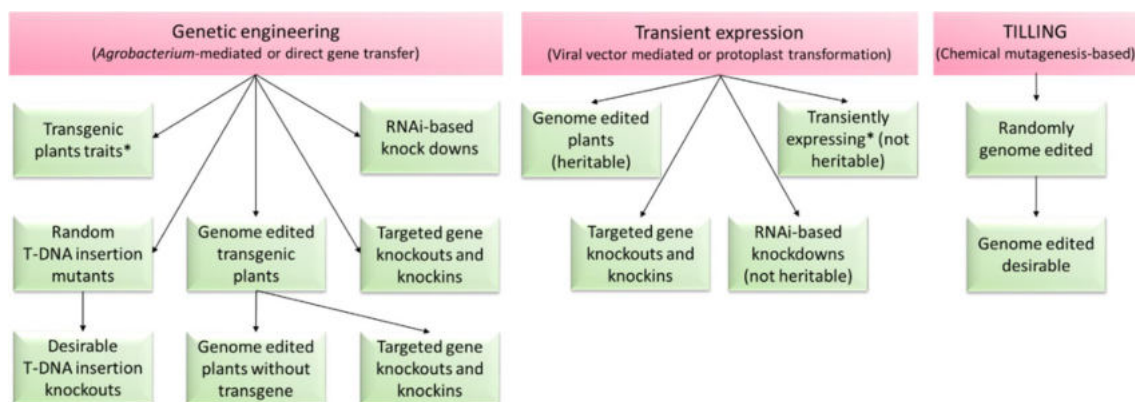 Genetic engineering
(Agrobacterium-mediated or direct gene transfer)
Transient expression
(Viral vector mediated or protoplast transformation)
TILLING
(Chemical mutagenesis-based)
Transgenic
plants traits*
RNAi-based
knock downs
Genome edited
plants
(heritable)
Transiently
expressing* (not
heritable)
Randomly
genome edited
Random
T-DNA insertion
mutants
Genome edited
transgenic
plants
Targeted gene
knockouts and
knockins
Targeted gene
knockouts and
knockins
RNAi-based
knockdowns
(not heritable)
Genome edited
desirable
Desirable
T-DNA insertion
knockouts
Genome edited
plants without
transgene
Targeted gene
knockouts and
knockins